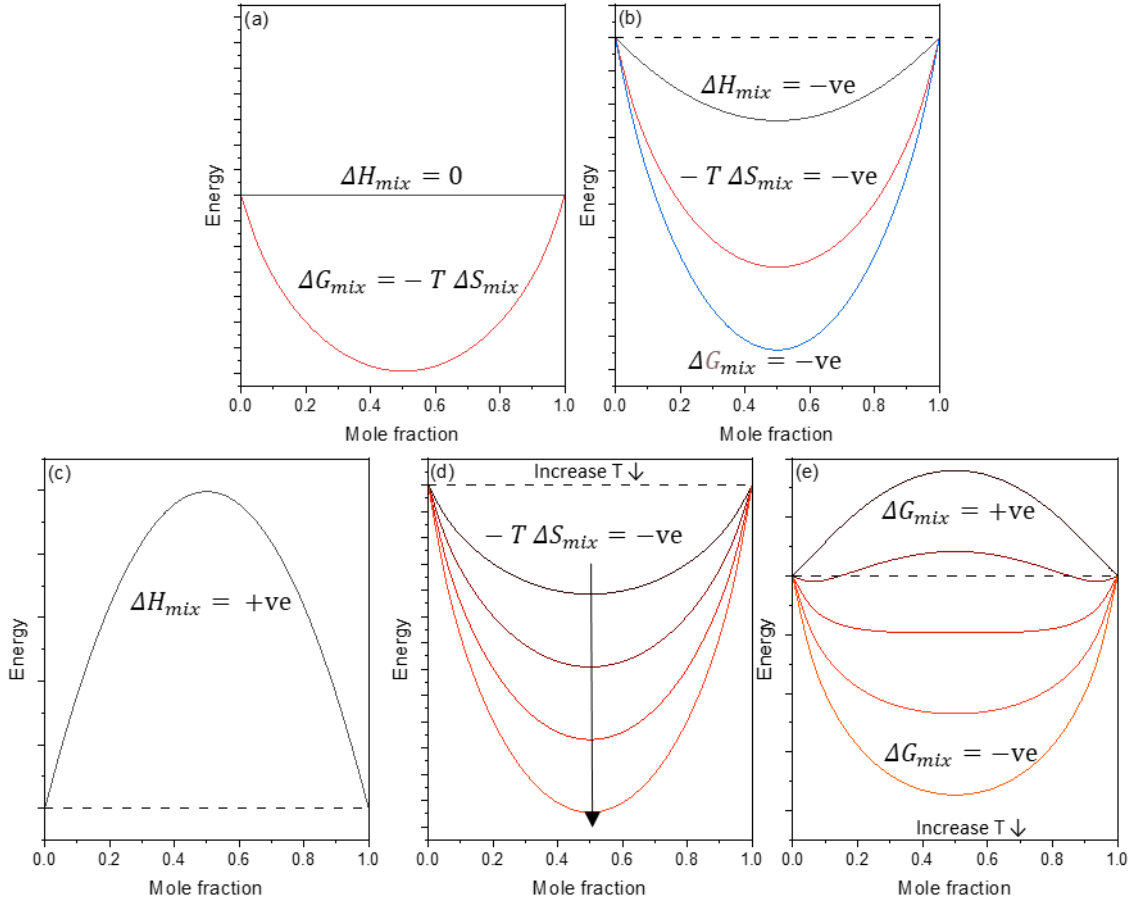 (a)
ΔH_mix = 0
ΔG_mix = − T ΔS_mix
Energy
0.0 0.2 0.4 0.6 0.8 1.0
Mole fraction
(b)
ΔH_mix = −ve
− T ΔS_mix = −ve
ΔG_mix = −ve
Energy
0.0 0.2 0.4 0.6 0.8 1.0
Mole fraction
(c)
ΔH_mix = +ve
Energy
0.0 0.2 0.4 0.6 0.8 1.0
Mole fraction
(d)
Increase T ↓
− T ΔS_mix = −ve
Energy
0.0 0.2 0.4 0.6 0.8 1.0
Mole fraction
(e)
ΔG_mix = +ve
ΔG_mix = −ve
Increase T ↓
Energy
0.0 0.2 0.4 0.6 0.8 1.0
Mole fraction